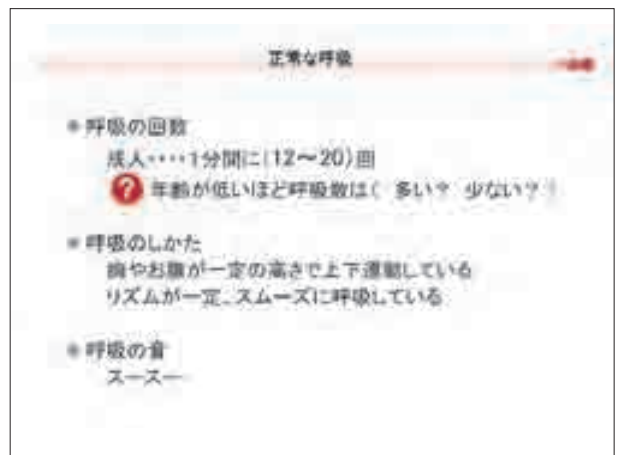 正常な呼吸
呼吸の回数
成人････1分間に(12～20)回
? 年齢が低いほど呼吸数は( 多い？ 少ない？ )
呼吸のしかた
胸やお腹が一定の高さで上下運動している
リズムが一定、スムーズに呼吸している
呼吸の音
スースー